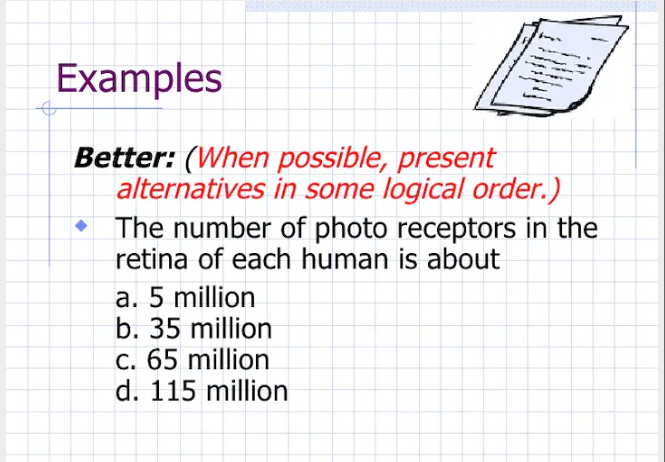 Examples
Better: (When possible, present
alternatives in some logical order.)
The number of photo receptors in the
retina of each human is about
a. 5 million
b. 35 million
c. 65 million
d. 115 million